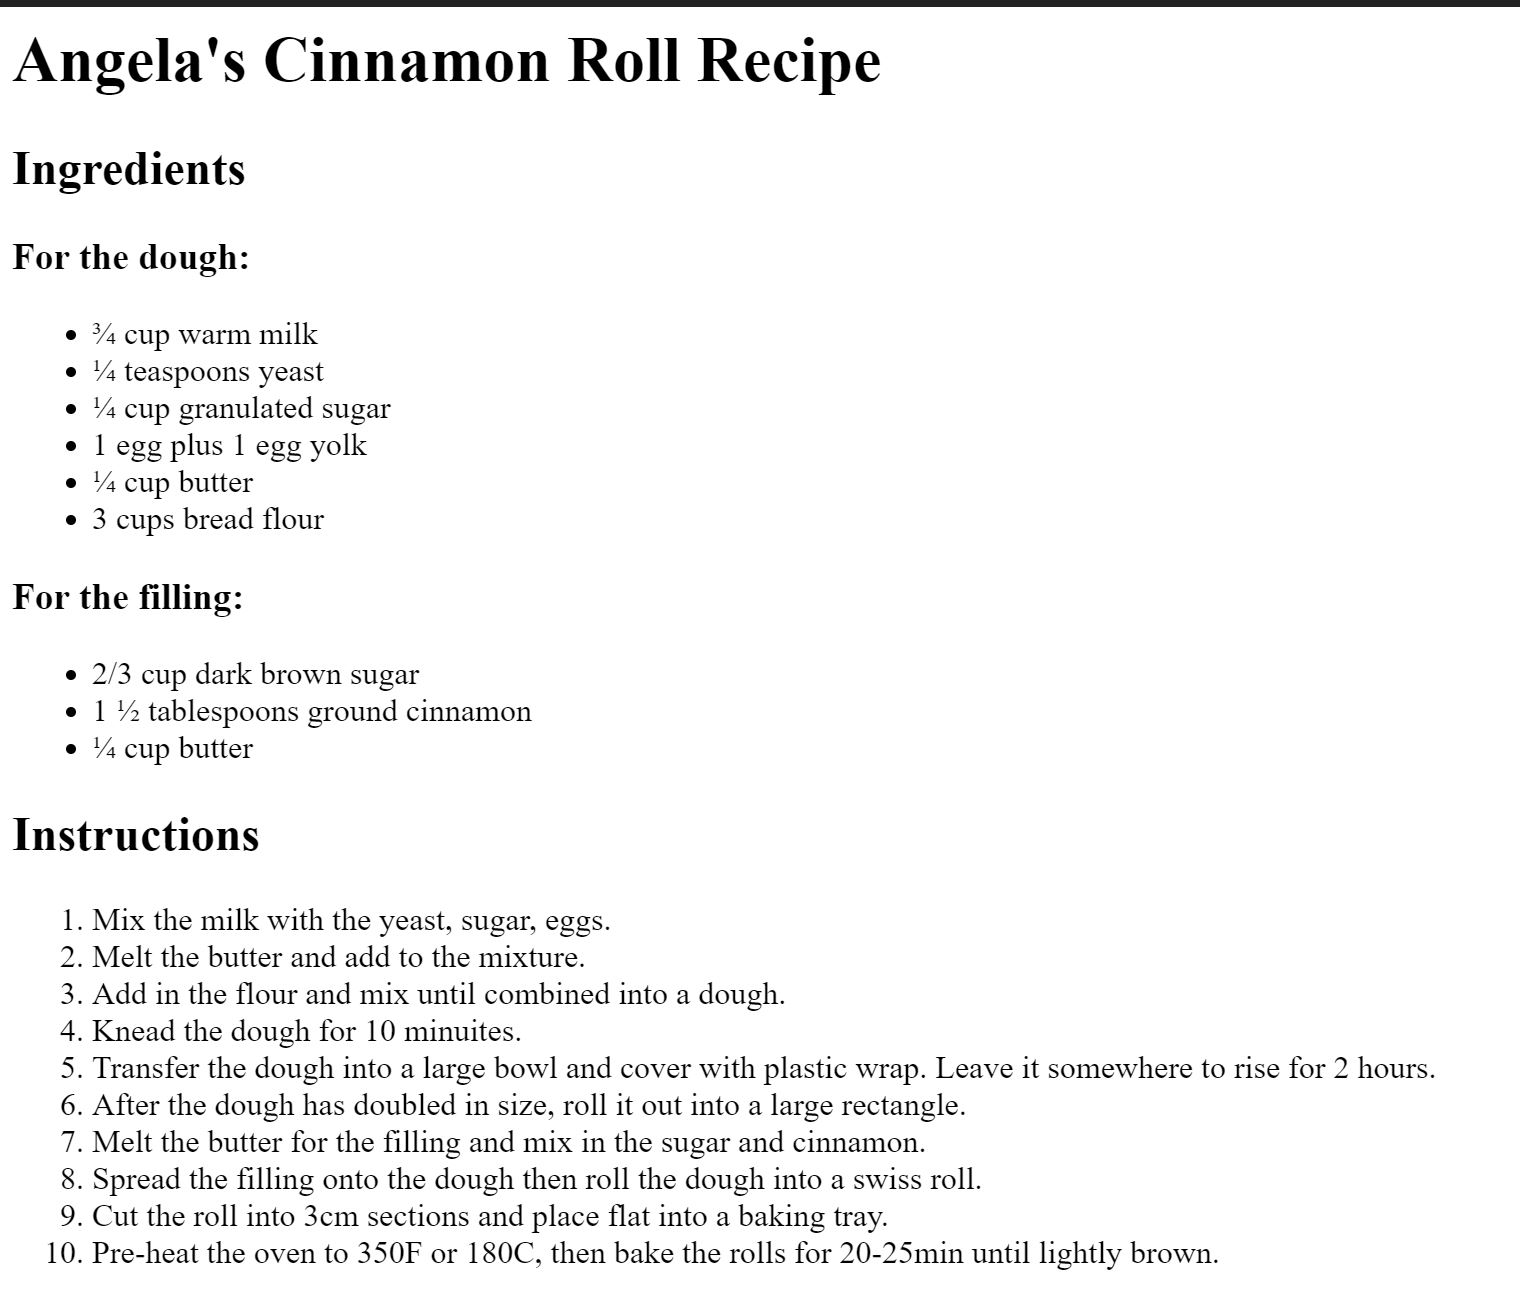 Angela's Cinnamon Roll Recipe
Ingredients
For the dough:
• ¾ cup warm milk
• ¼ teaspoons yeast
• ¼ cup granulated sugar
• 1 egg plus 1 egg yolk
• ¼ cup butter
• 3 cups bread flour
For the filling:
• 2/3 cup dark brown sugar
• 1 ½ tablespoons ground cinnamon
• ¼ cup butter
Instructions
1. Mix the milk with the yeast, sugar, eggs.
2. Melt the butter and add to the mixture.
3. Add in the flour and mix until combined into a dough.
4. Knead the dough for 10 minuites.
5. Transfer the dough into a large bowl and cover with plastic wrap. Leave it somewhere to rise for 2 hours.
6. After the dough has doubled in size, roll it out into a large rectangle.
7. Melt the butter for the filling and mix in the sugar and cinnamon.
8. Spread the filling onto the dough then roll the dough into a swiss roll.
9. Cut the roll into 3cm sections and place flat into a baking tray.
10. Pre-heat the oven to 350F or 180C, then bake the rolls for 20-25min until lightly brown.